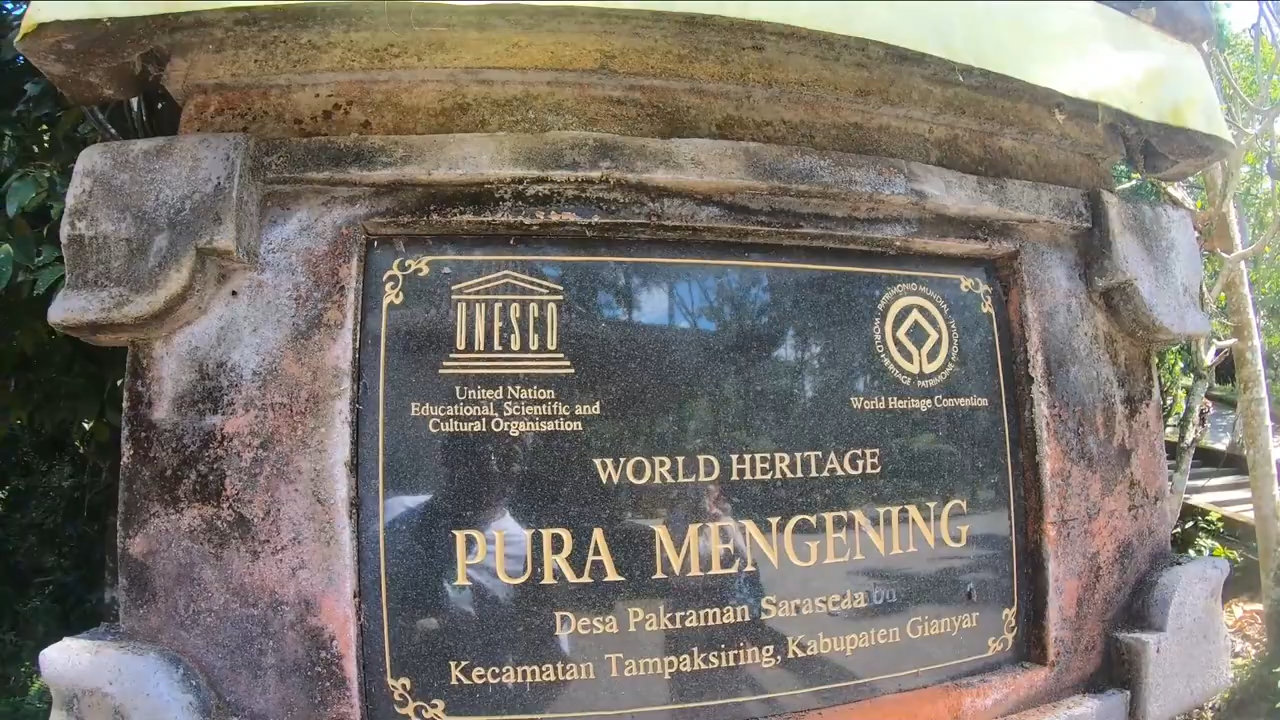 UNESCO
United Nation
Educational, Scientific and
Cultural Organisation
PATRIMONIO MUNDIAL · WORLD HERITAGE · PATRIMOINE MONDIAL ·
World Heritage Convention
WORLD HERITAGE
PURA MENGENING
Desa Pakraman Saraseda
Kecamatan Tampaksiring, Kabupaten Gianyar